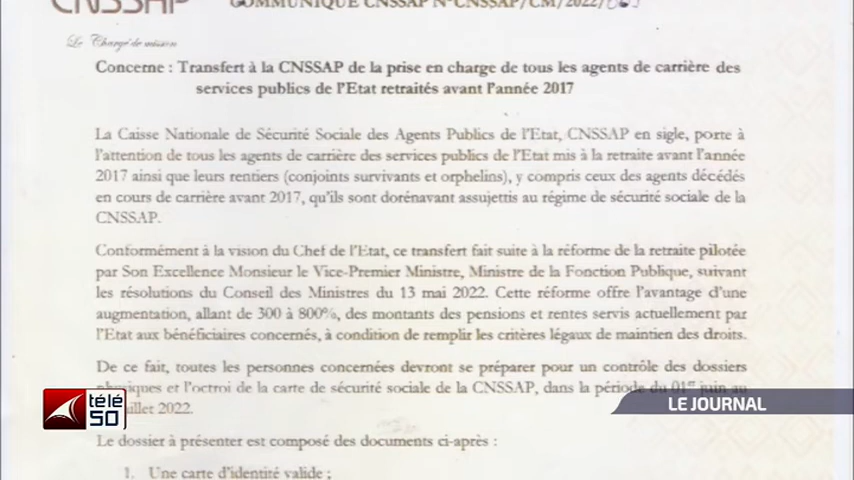 CNSSAP
COMMUNIQUE CNSSAP N°CNSSAP/CM/2022/
Le Chargé de mission
Concerne : Transfert à la CNSSAP de la prise en charge de tous les agents de carrière des
services publics de l'Etat retraités avant l'année 2017
La Caisse Nationale de Sécurité Sociale des Agents Publics de l'Etat, CNSSAP en sigle, porte à
l'attention de tous les agents de carrière des services publics de l'Etat mis à la retraite avant l'année
2017 ainsi que leurs rentiers (conjoints survivants et orphelins), y compris ceux des agents décédés
en cours de carrière avant 2017, qu'ils sont dorénavant assujettis au régime de sécurité sociale de la
CNSSAP.
Conformément à la vision du Chef de l'Etat, ce transfert fait suite à la réforme de la retraite pilotée
par Son Excellence Monsieur le Vice-Premier Ministre, Ministre de la Fonction Publique, suivant
les résolutions du Conseil des Ministres du 13 mai 2022. Cette réforme offre l'avantage d'une
augmentation, allant de 300 à 800%, des montants des pensions et rentes servis actuellement par
l'Etat aux bénéficiaires concernés, à condition de remplir les critères légaux de maintien des droits.
De ce fait, toutes les personnes concernées devront se préparer pour un contrôle des dossiers
physiques et l'octroi de la carte de sécurité sociale de la CNSSAP, dans la période du 01er juin au
juillet 2022.
télé 50
LE JOURNAL
Le dossier à présenter est composé des documents ci-après :
1. Une carte d'identité valide ;